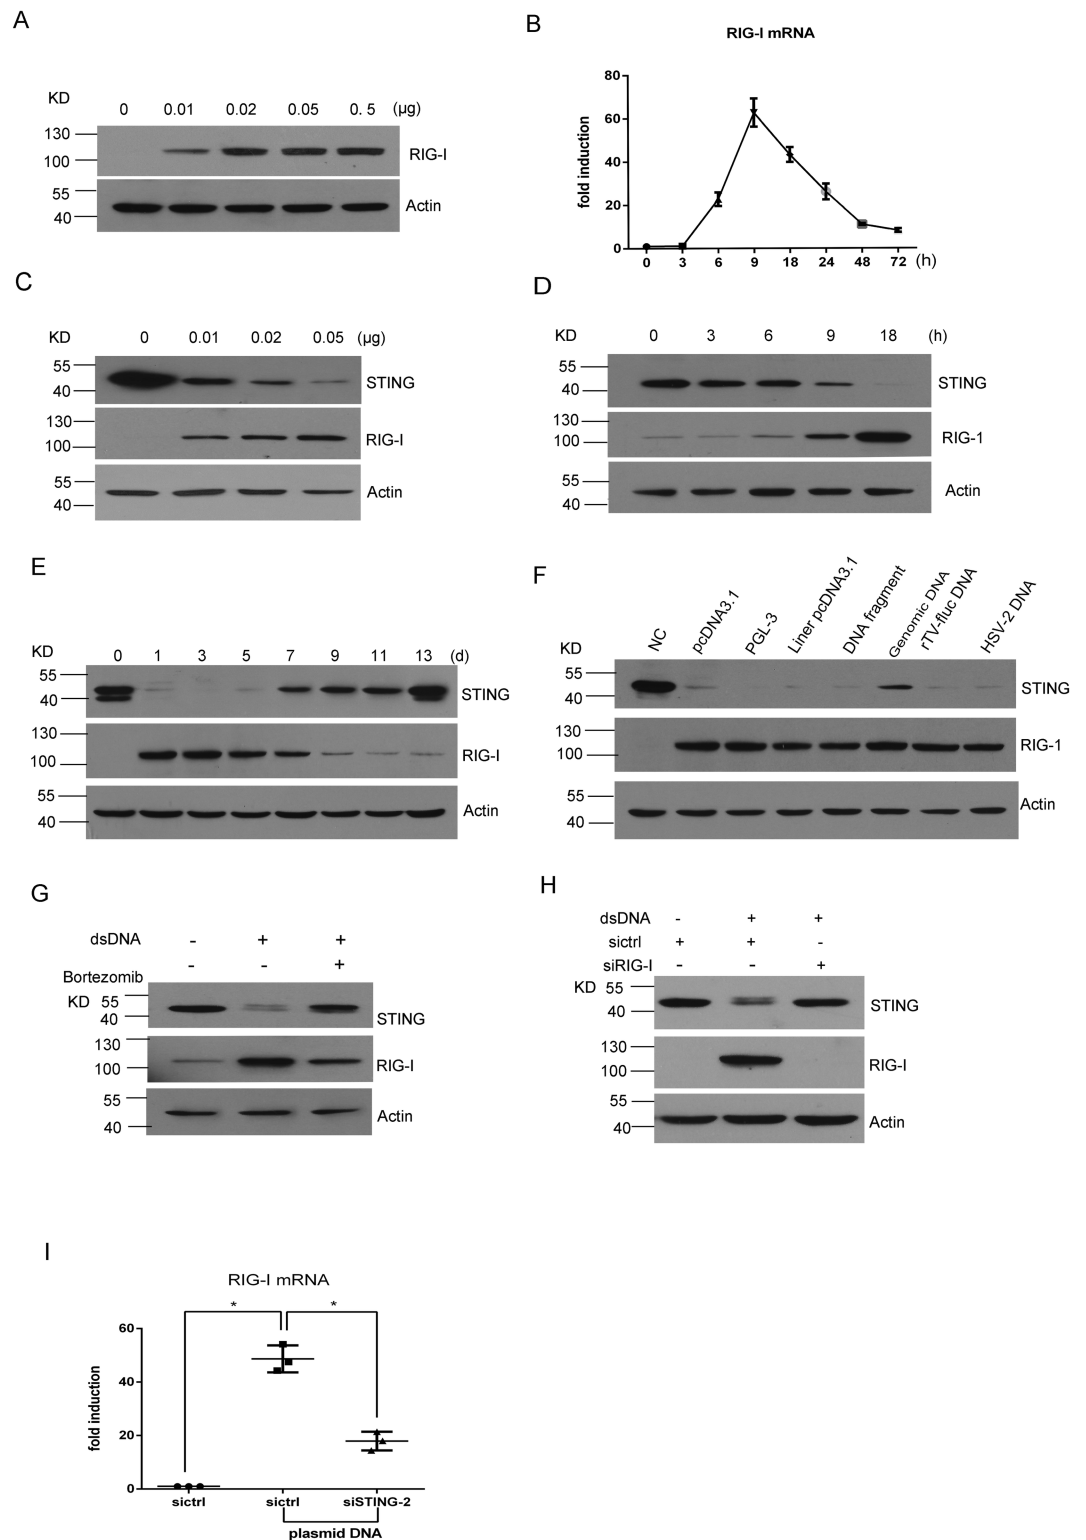 A
KD 0 0.01 0.02 0.05 0. 5 (µg)
130
100
RIG-I
55
40
Actin
B
RIG-I mRNA
fold induction
80
60
40
20
0
0 3 6 9 18 24 48 72 (h)
C
KD 0 0.01 0.02 0.05 (µg)
55
40
STING
130
100
RIG-I
55
40
Actin
D
KD 0 3 6 9 18 (h)
55
40
STING
130
100
RIG-1
55
40
Actin
E
KD 0 1 3 5 7 9 11 13 (d)
55
40
STING
130
100
RIG-I
55
40
Actin
F
KD NC pcDNA3.1 PGL-3 Liner pcDNA3.1 DNA fragment Genomic DNA rTV-fluc DNA HSV-2 DNA
55
40
STING
130
100
RIG-1
55
40
Actin
G
dsDNA - + +
Bortezomib - - +
KD 55
40
STING
130
100
RIG-I
55
40
Actin
H
dsDNA - + +
sictrl + + -
siRIG-I - - +
KD 55
40
STING
130
100
RIG-I
55
40
Actin
I
RIG-I mRNA
* *
fold induction
60
40
20
0
sictrl sictrl siSTING-2
plasmid DNA